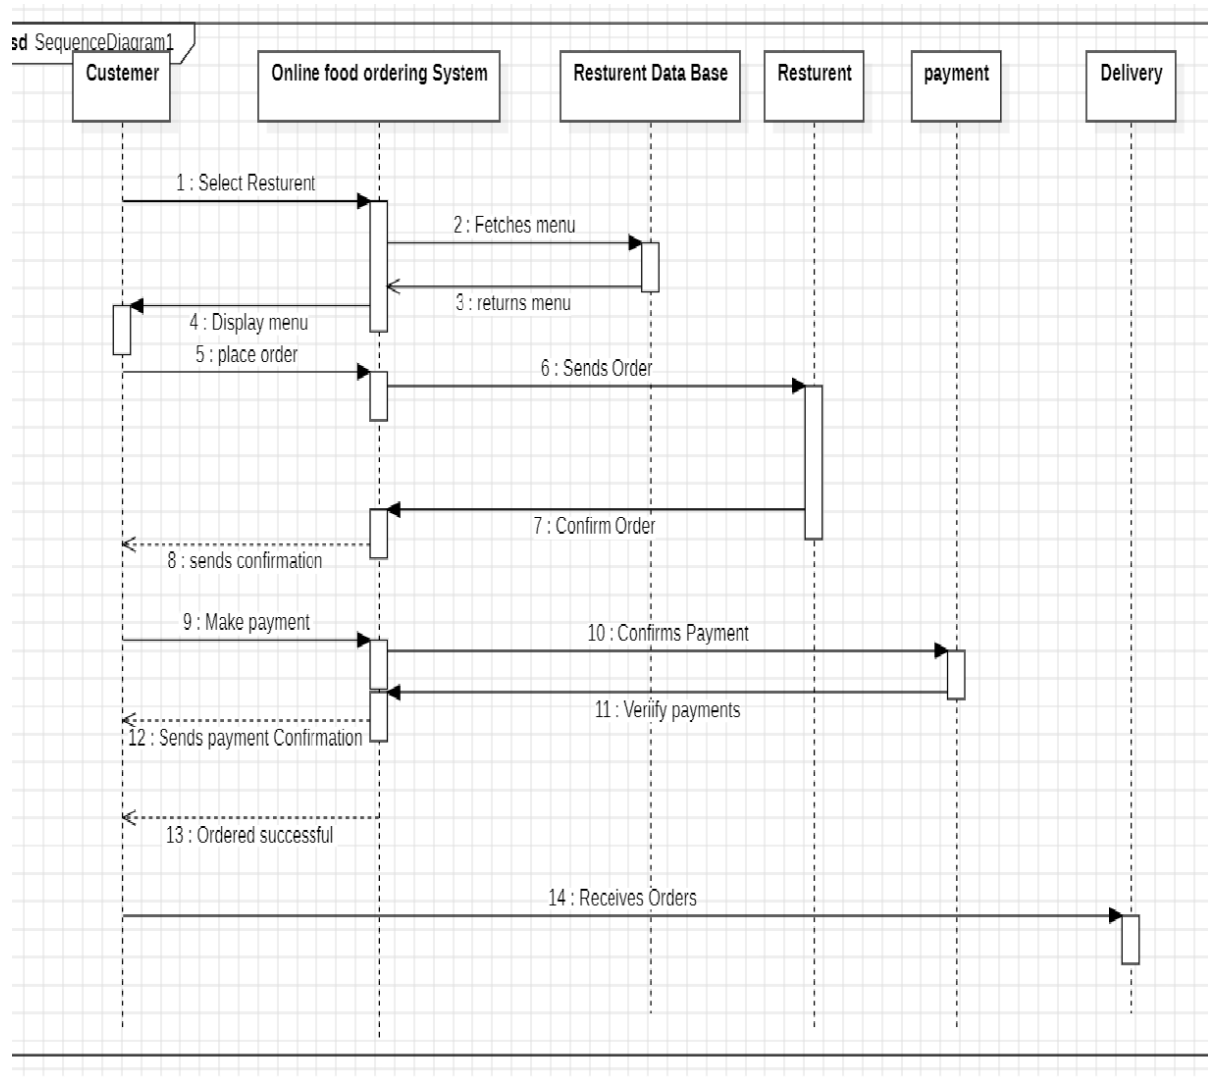 sd SequenceDiagram1
Custemer
Online food ordering System
Resturent Data Base
Resturent
payment
Delivery
1 : Select Resturent
2 : Fetches menu
3 : returns menu
4 : Display menu
5 : place order
6 : Sends Order
7 : Confirm Order
8 : sends confirmation
9 : Make payment
10 : Confirms Payment
11 : Veriify payments
12 : Sends payment Confirmation
13 : Ordered successful
14 : Receives Orders